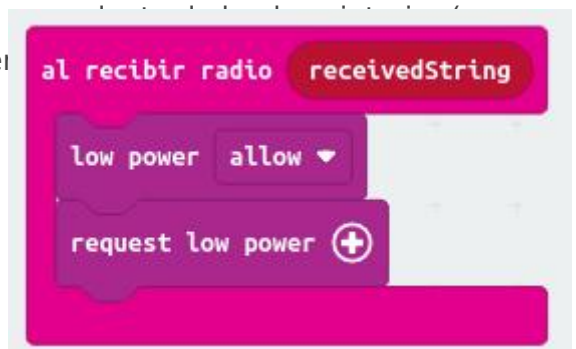 al recibir radio receivedString
low power allow
request low power